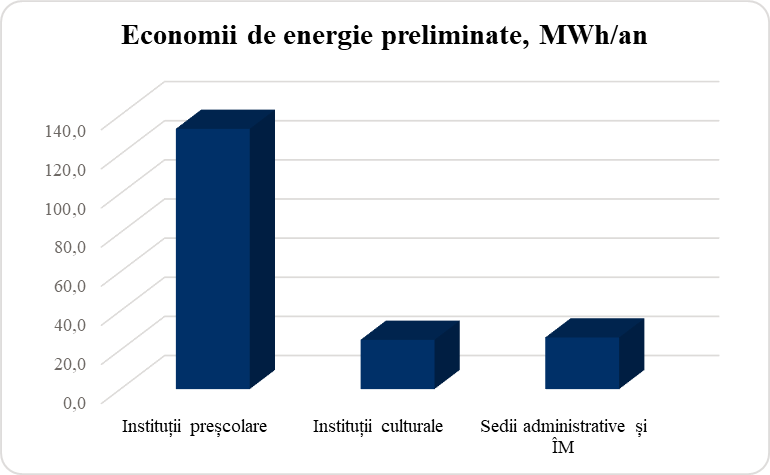 Economii de energie preliminate, MWh/an
140,0
120,0
100,0
80,0
60,0
40,0
20,0
0,0
Instituții preșcolare
Instituții culturale
Sedii administrative și
ÎM